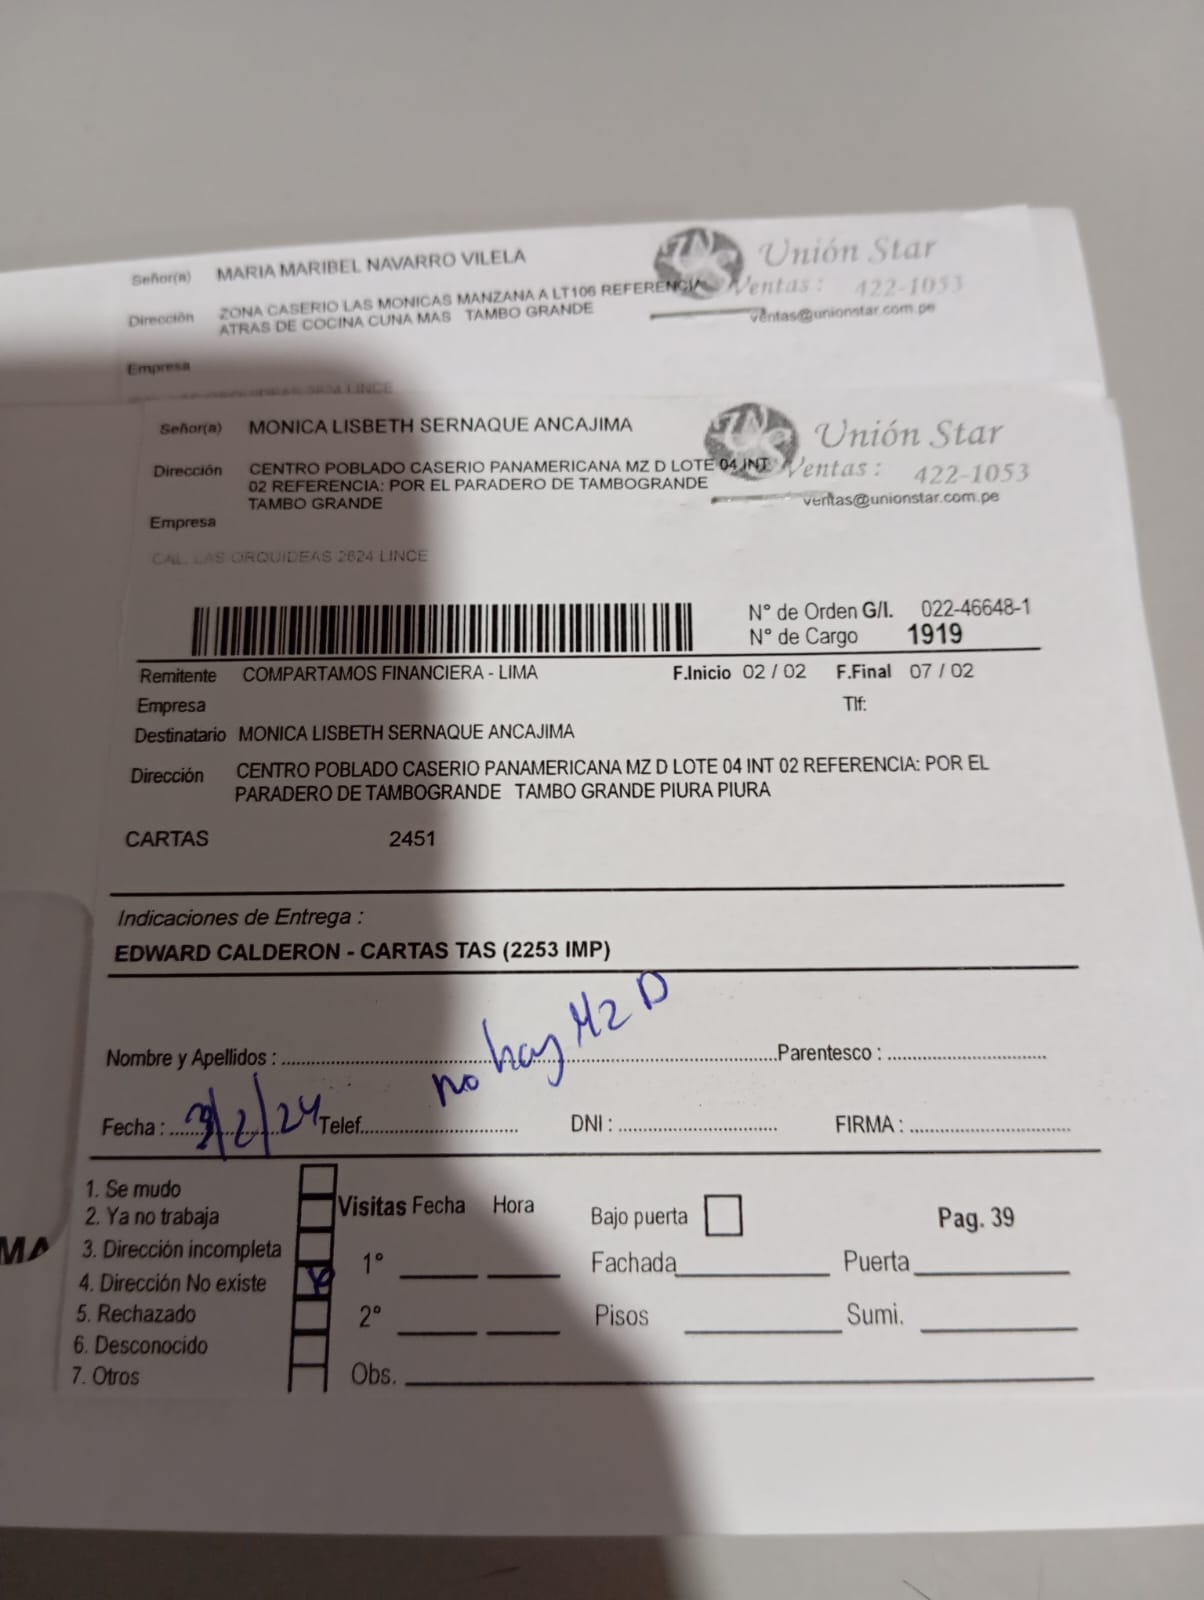 Señor(a) MARIA MARIBEL NAVARRO VILELA
Unión Star
Dirección ZONA CASERIO LAS MONICAS MANZANA A LT106 REFERENCIA
Ventas: 422-1053
ATRAS DE COCINA CUNA MAS TAMBO GRANDE
ventas@unionstar.com.pe
Empresa
Señor(a) MONICA LISBETH SERNAQUE ANCAJIMA
Unión Star
Dirección CENTRO POBLADO CASERIO PANAMERICANA MZ D LOTE 04 INT
Ventas: 422-1053
02 REFERENCIA: POR EL PARADERO DE TAMBOGRANDE
ventas@unionstar.com.pe
TAMBO GRANDE
Empresa
CAL. LAS ORQUIDEAS 2624 LINCE
N° de Orden G/I. 022-46648-1
N° de Cargo 1919
Remitente COMPARTAMOS FINANCIERA - LIMA F.Inicio 02 / 02 F.Final 07 / 02
Empresa Tlf:
Destinatario MONICA LISBETH SERNAQUE ANCAJIMA
Dirección CENTRO POBLADO CASERIO PANAMERICANA MZ D LOTE 04 INT 02 REFERENCIA: POR EL
PARADERO DE TAMBOGRANDE TAMBO GRANDE PIURA PIURA
CARTAS 2451
Indicaciones de Entrega :
EDWARD CALDERON - CARTAS TAS (2253 IMP)
no hay Mz D
Nombre y Apellidos : Parentesco :
Fecha : 3/2/24 Telef. DNI : FIRMA :
1. Se mudo
2. Ya no trabaja
3. Dirección incompleta
4. Dirección No existe
5. Rechazado
6. Desconocido
7. Otros
Visitas Fecha Hora
1°
2°
Obs.
Bajo puerta Pag. 39
Fachada Puerta
Pisos Sumi.
MA